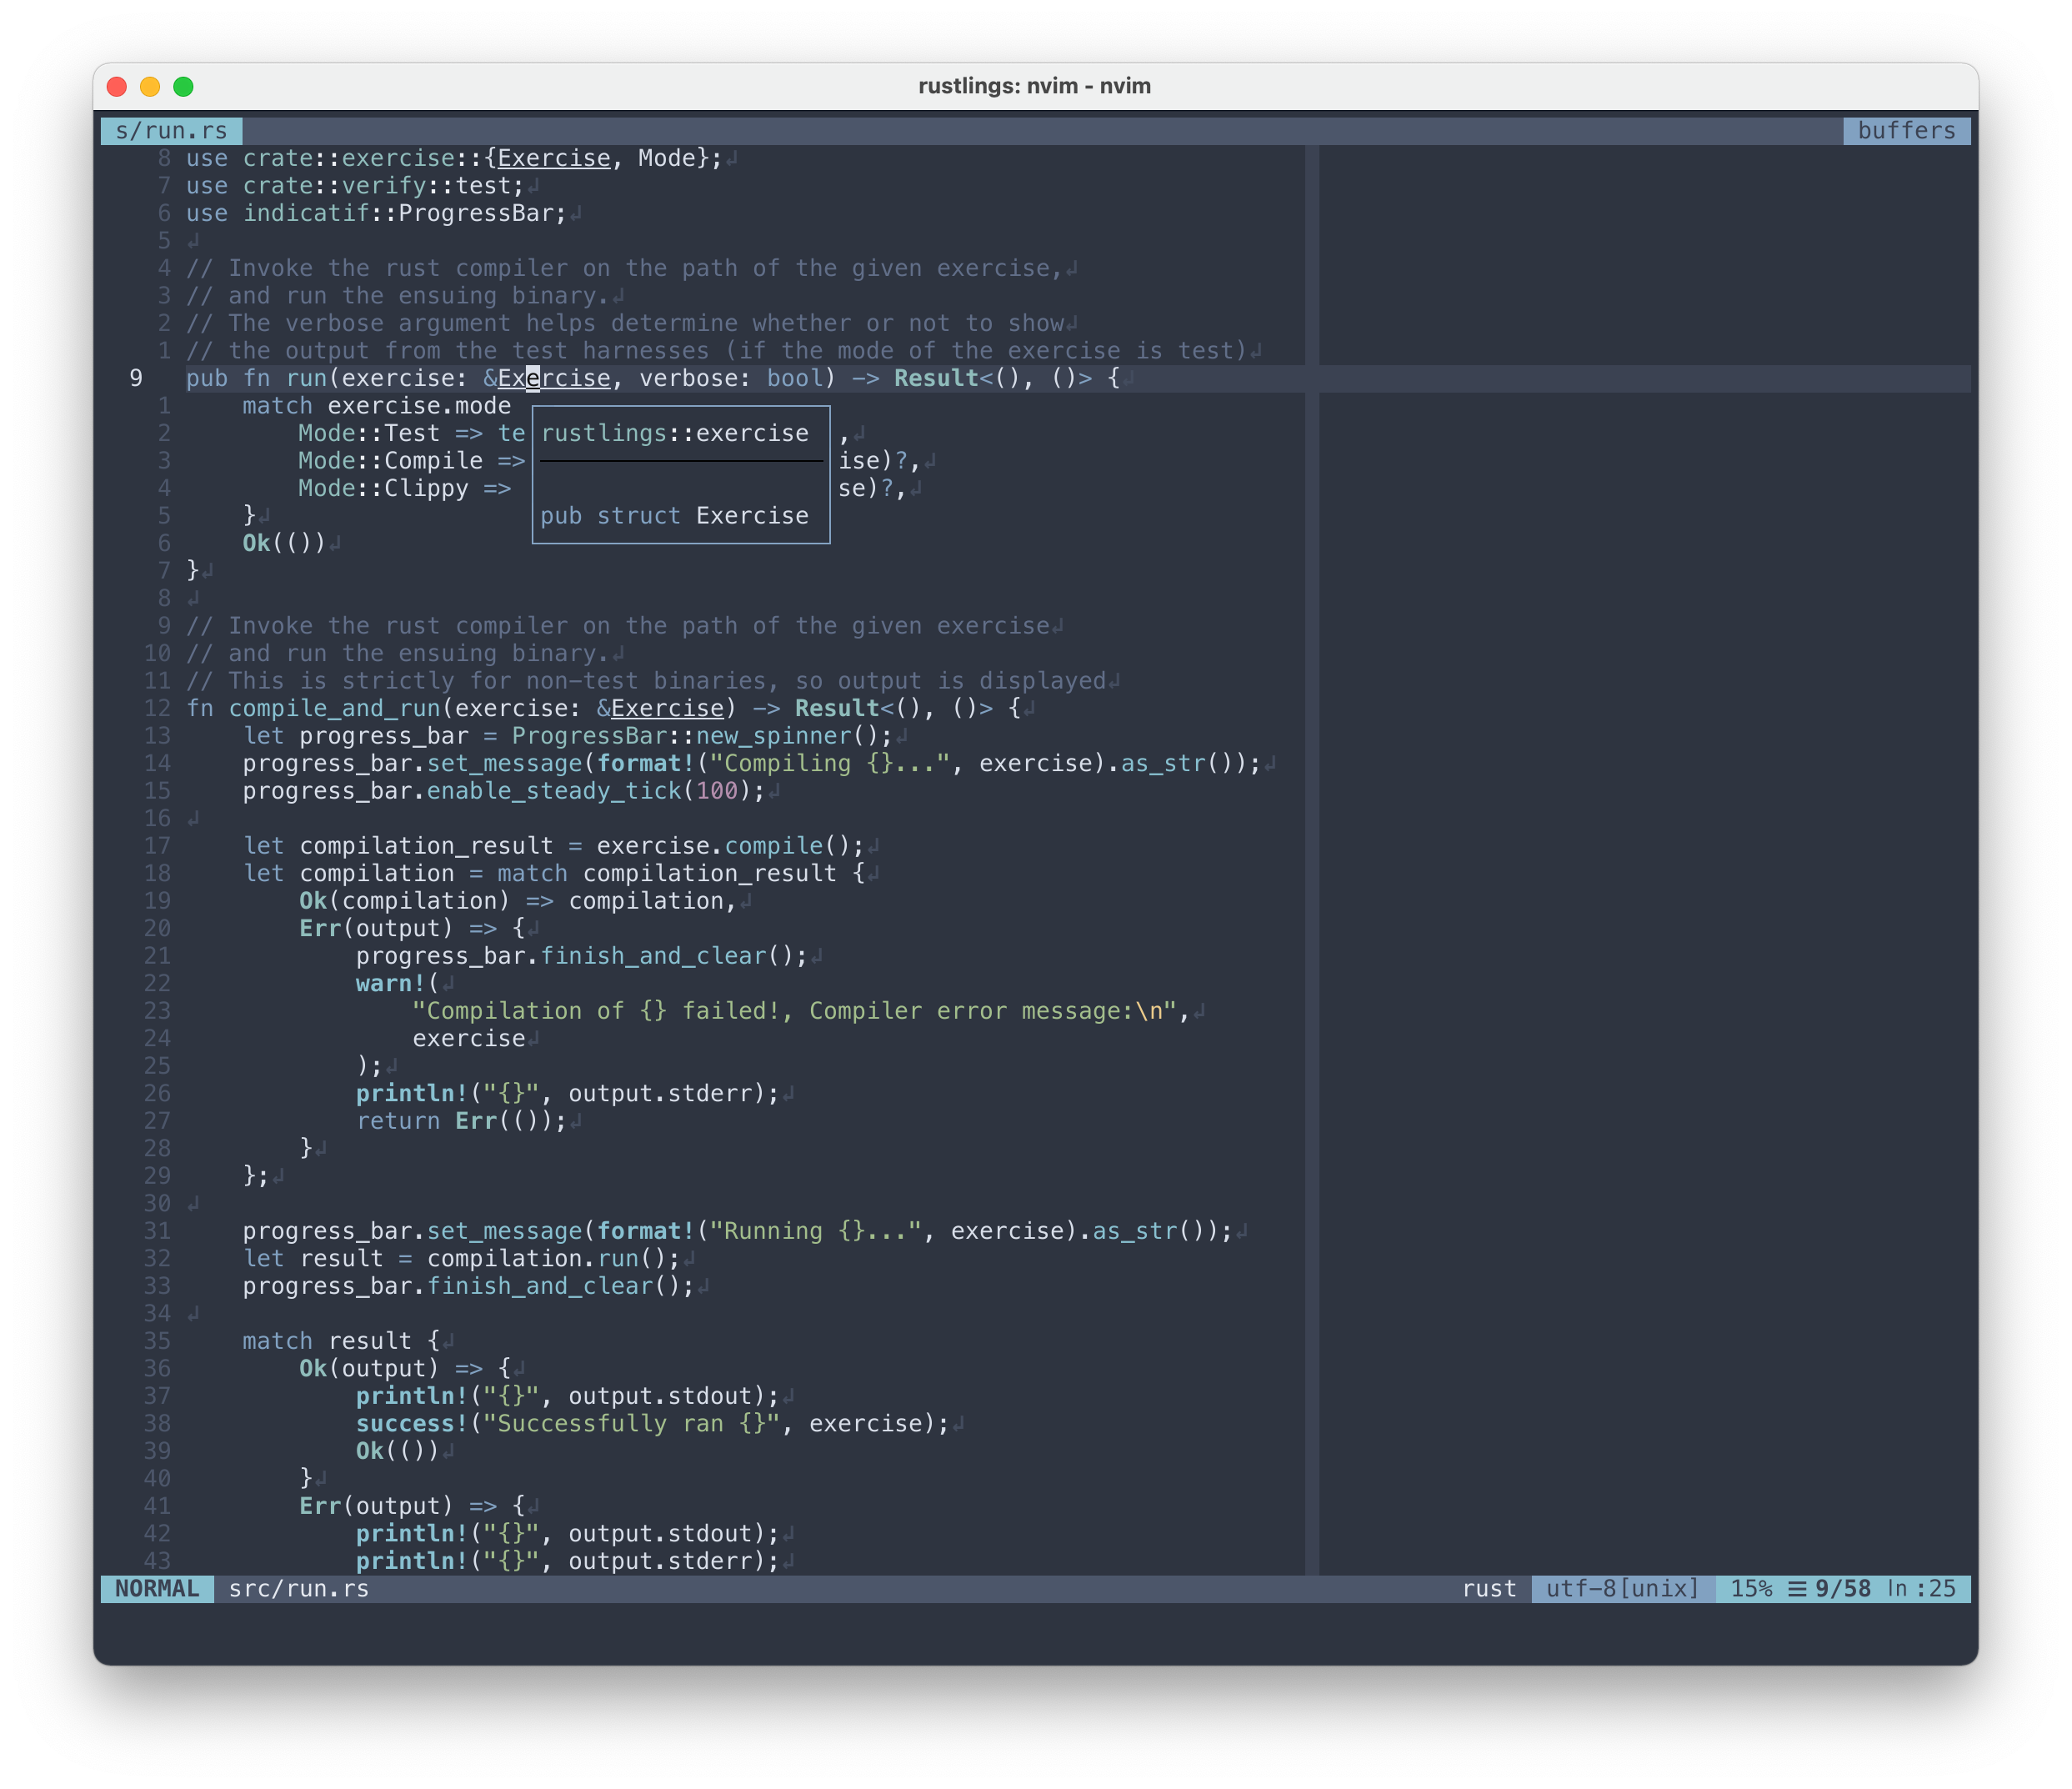 rustlings: nvim - nvim
s/run.rs buffers
8 use crate::exercise::{Exercise, Mode};↲
7 use crate::verify::test;↲
6 use indicatif::ProgressBar;↲
5 ↲
4 // Invoke the rust compiler on the path of the given exercise,↲
3 // and run the ensuing binary.↲
2 // The verbose argument helps determine whether or not to show↲
1 // the output from the test harnesses (if the mode of the exercise is test)↲
9 pub fn run(exercise: &Exercise, verbose: bool) -> Result<(), ()> {↲
1     match exercise.mode
2         Mode::Test => te rustlings::exercise ,↲
3         Mode::Compile => ise)?,↲
4         Mode::Clippy => se)?,↲
5     }↲ pub struct Exercise
6     Ok(())↲
7 }↲
8 ↲
9 // Invoke the rust compiler on the path of the given exercise↲
10 // and run the ensuing binary.↲
11 // This is strictly for non-test binaries, so output is displayed↲
12 fn compile_and_run(exercise: &Exercise) -> Result<(), ()> {↲
13     let progress_bar = ProgressBar::new_spinner();↲
14     progress_bar.set_message(format!("Compiling {}...", exercise).as_str());↲
15     progress_bar.enable_steady_tick(100);↲
16 ↲
17     let compilation_result = exercise.compile();↲
18     let compilation = match compilation_result {↲
19         Ok(compilation) => compilation,↲
20         Err(output) => {↲
21             progress_bar.finish_and_clear();↲
22             warn!(↲
23                 "Compilation of {} failed!, Compiler error message:\n",↲
24                 exercise↲
25             );↲
26             println!("{}", output.stderr);↲
27             return Err(());↲
28         }↲
29     };↲
30 ↲
31     progress_bar.set_message(format!("Running {}...", exercise).as_str());↲
32     let result = compilation.run();↲
33     progress_bar.finish_and_clear();↲
34 ↲
35     match result {↲
36         Ok(output) => {↲
37             println!("{}", output.stdout);↲
38             success!("Successfully ran {}", exercise);↲
39             Ok(())↲
40         }↲
41         Err(output) => {↲
42             println!("{}", output.stdout);↲
43             println!("{}", output.stderr);↲
NORMAL src/run.rs rust utf-8[unix] 15% ☰ 9/58 ln :25